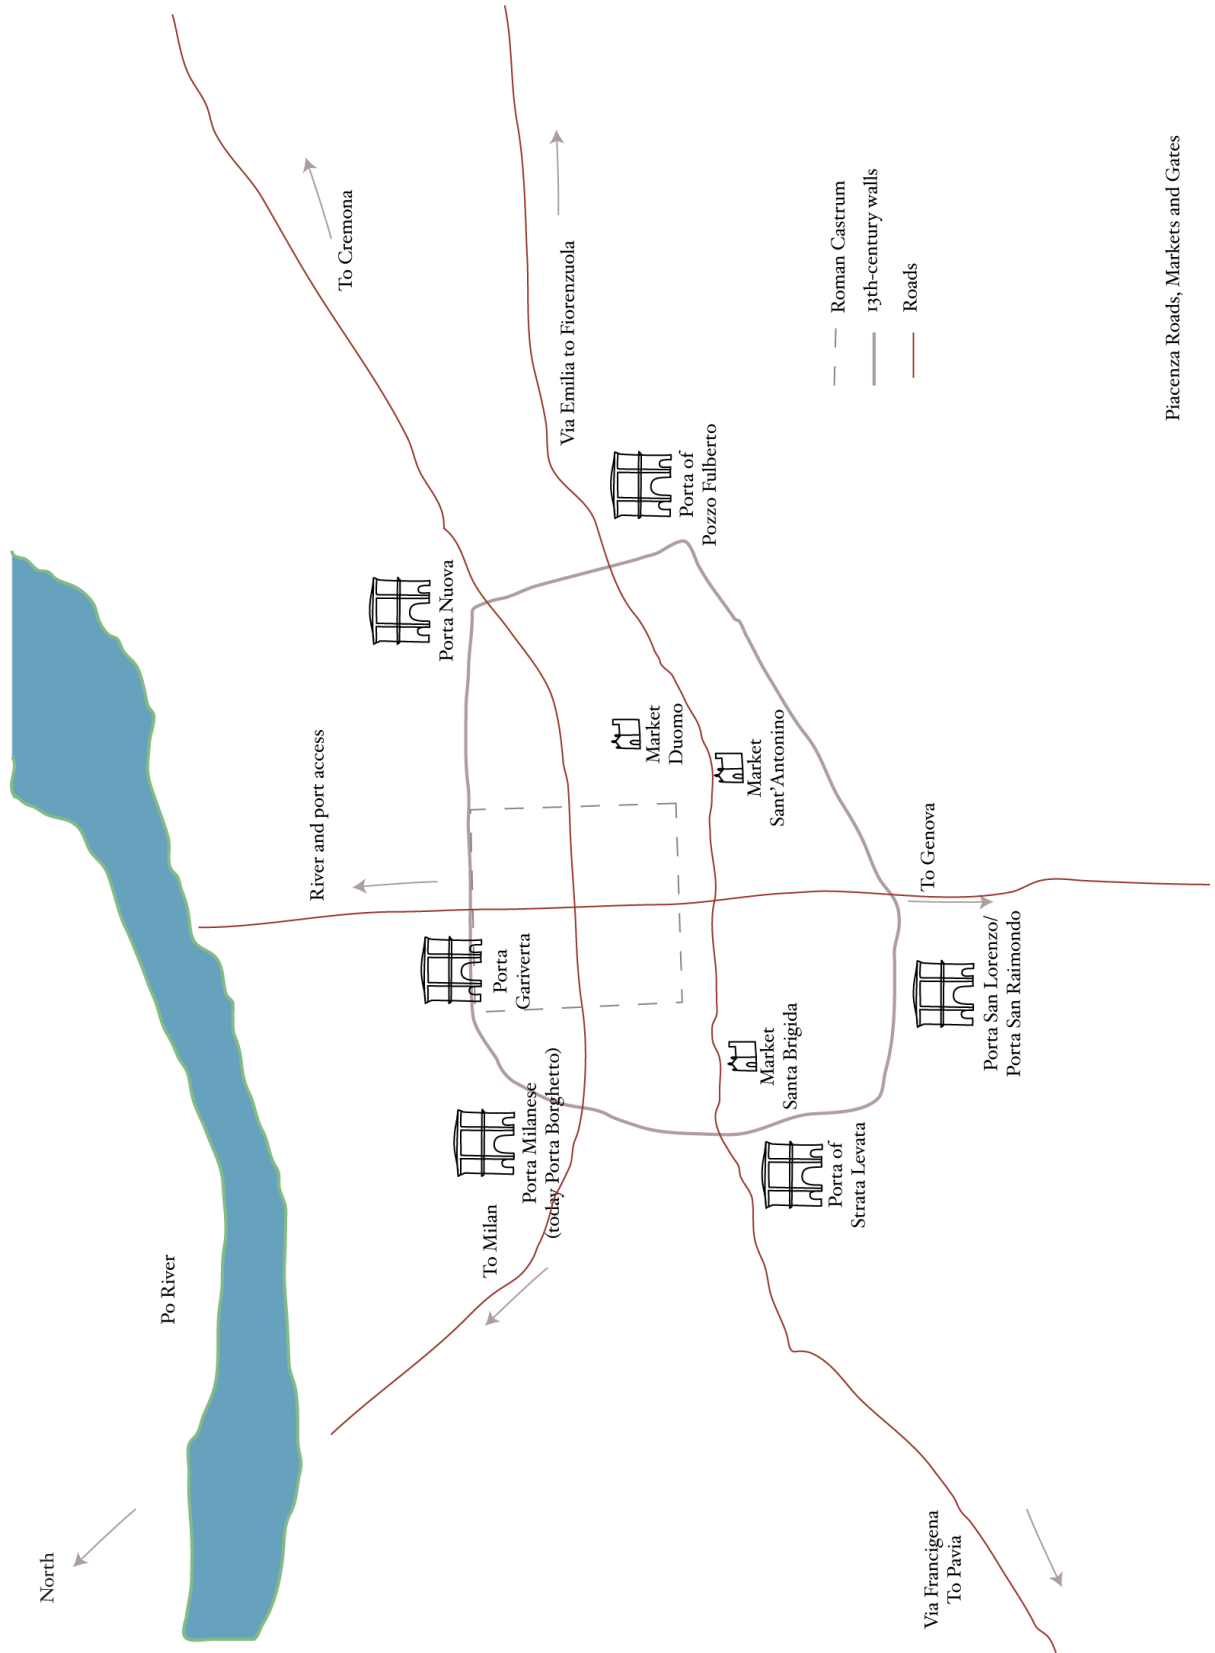 North
Po River
River and port access
To Cremona
Via Emilia to Fiorenzuola
Porta Nuova
Porta
Gariverta
To Milan
Porta Milanese
(today Porta Borghetto)
Porta of
Pozzo Fulberto
Market
Duomo
Market
Sant’Antonino
Market
Santa Brigida
Porta of
Strata Levata
To Genova
Porta San Lorenzo/
Porta San Raimondo
Via Francigena
To Pavia
Roman Castrum
13th-century walls
Roads
Piacenza Roads, Markets and Gates